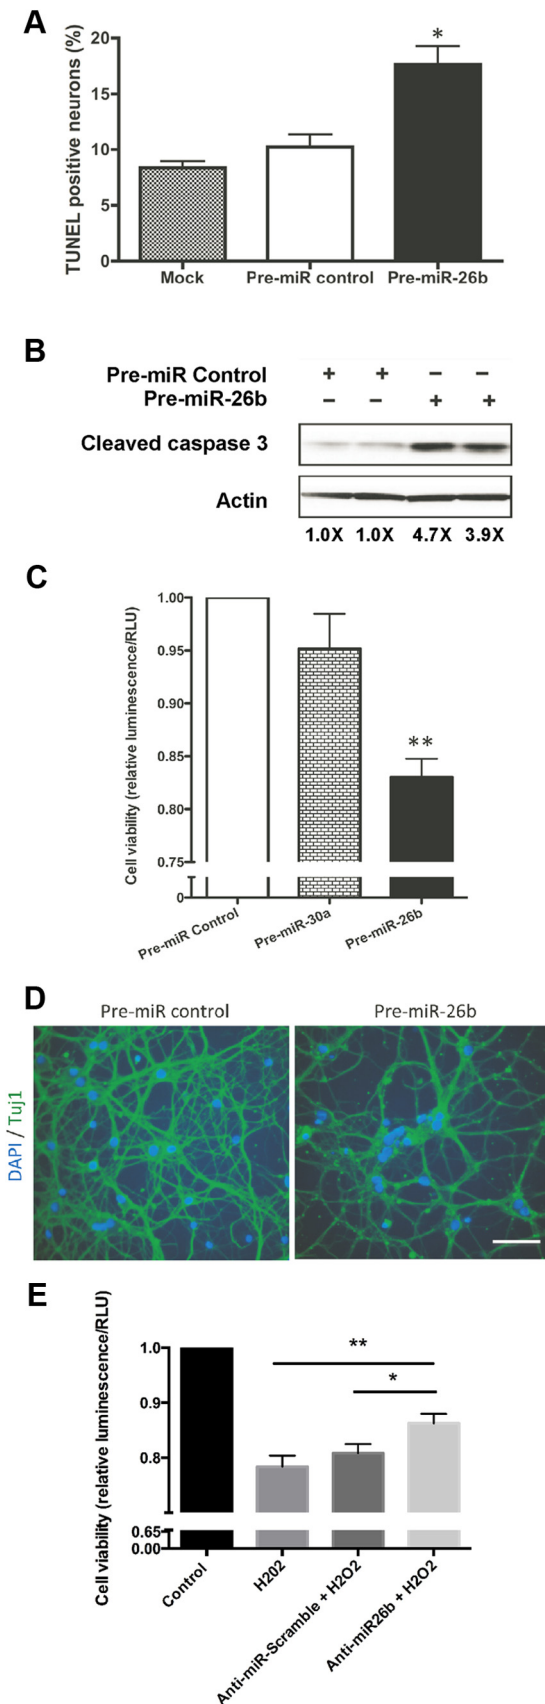 A
TUNEL positive neurons (%)
20
15
10
5
0
*
Mock Pre-miR control Pre-miR-26b
B
Pre-miR Control + + – –
Pre-miR-26b – – + +
Cleaved caspase 3
Actin
1.0X 1.0X 4.7X 3.9X
C
Cell viability (relative luminescence/RLU)
1.00
0.95
0.90
0.85
0.80
0.75
0
**
Pre-miR Control Pre-miR-30a Pre-miR-26b
D
Pre-miR control Pre-miR-26b
DAPI / Tuj1
E
Cell viability (relative luminescence/RLU)
1.0
0.9
0.8
0.65
0.00
**
*
Control H202 Anti-miR-Scramble + H2O2 Anti-miR26b + H2O2